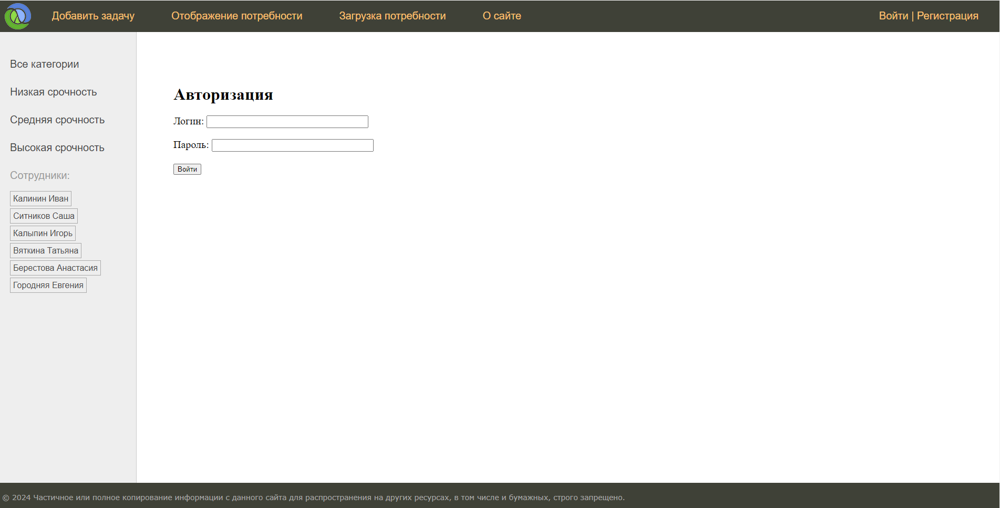 Добавить задачу Отображение потребности Загрузка потребности О сайте Войти | Регистрация
Все категории
Низкая срочность
Средняя срочность
Высокая срочность
Сотрудники:
Калинин Иван
Ситников Саша
Калыпин Игорь
Вяткина Татьяна
Берестова Анастасия
Городняя Евгения
Авторизация
Логин:
Пароль:
Войти
© 2024 Частичное или полное копирование информации с данного сайта для распространения на других ресурсах, в том числе и бумажных, строго запрещено.